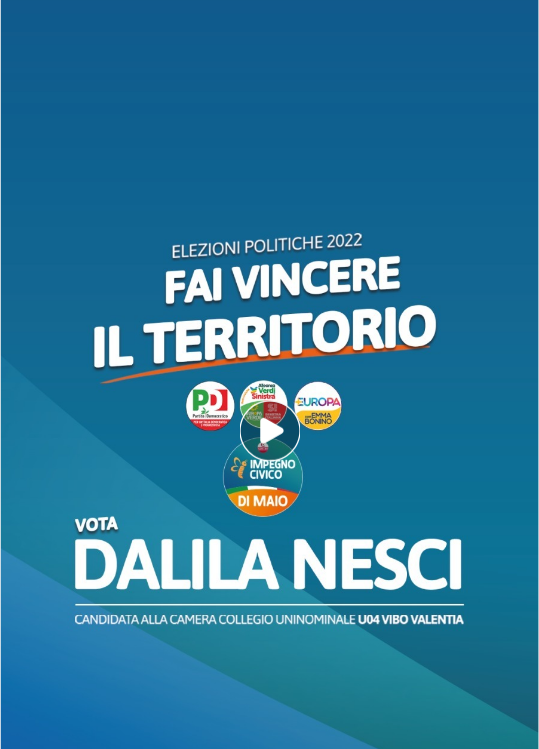 ELEZIONI POLITICHE 2022
FAI VINCERE
IL TERRITORIO
PD
Partito Democratico
Alleanza
Verdi
Sinistra
EUROPA
EMMA
BONINO
IMPEGNO
CIVICO
DI MAIO
VOTA
DALILA NESCI
CANDIDATA ALLA CAMERA COLLEGIO UNINOMINALE U04 VIBO VALENTIA